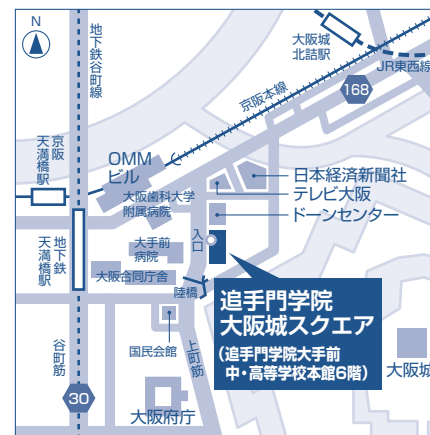 N
地下鉄谷町線
大阪城
北詰駅
JR東西線
京阪本線
168
京阪
天満橋駅
OMM
ビル
大阪歯科大学
附属病院
日本経済新聞社
テレビ大阪
ドーンセンター
入口
大手前
病院
地下鉄
天満橋駅
大阪合同庁舎
陸橋
追手門学院
大阪城スクエア
(追手門学院大手前
中・高等学校本館6階)
国民会館
上町筋
谷町筋
30
大阪府庁
大阪城